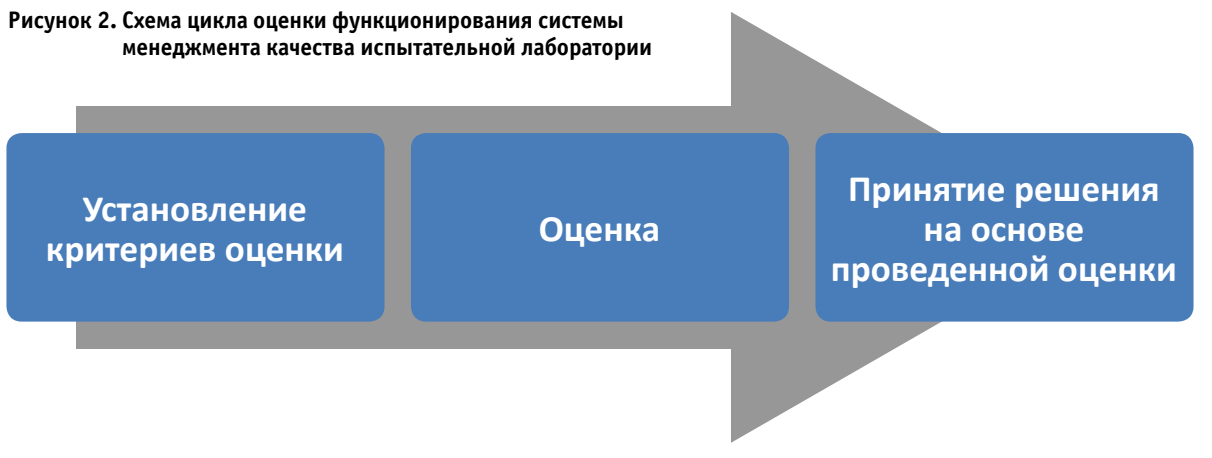 Рисунок 2. Схема цикла оценки функционирования системы
менеджмента качества испытательной лаборатории
Установление
критериев оценки
Оценка
Принятие решения
на основе
проведенной оценки